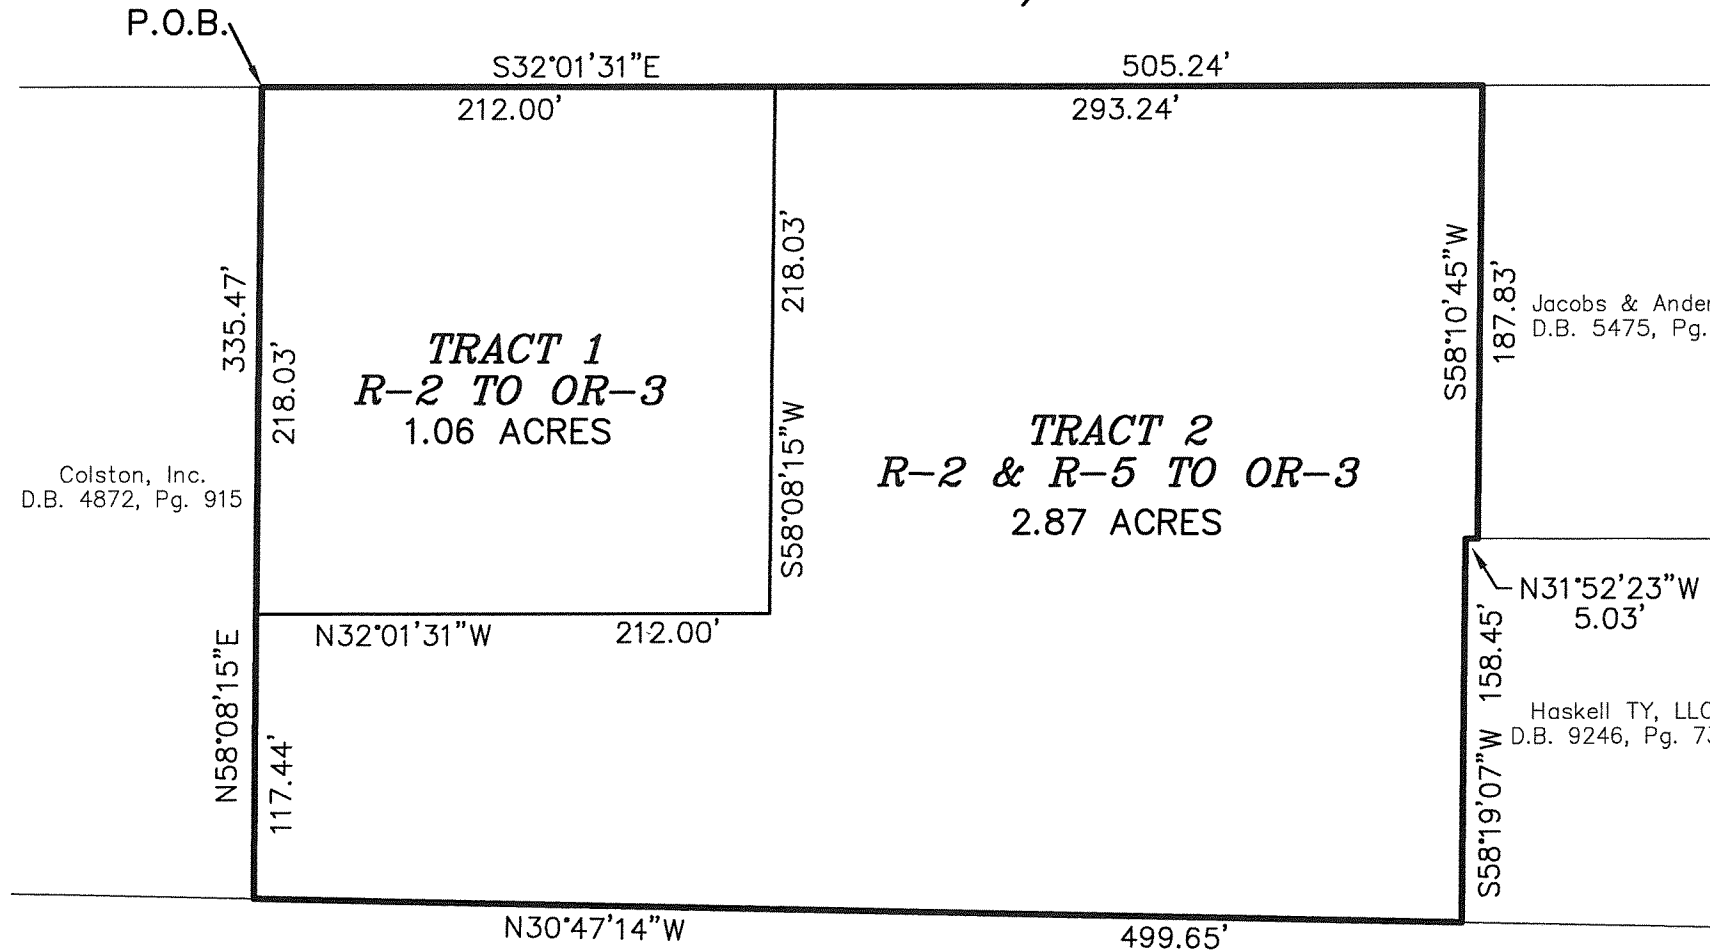 P.O.B.
S32°01'31"E
505.24'
212.00'
293.24'
335.47'
218.03'
218.03'
S58°10'45"W
187.83'
Jacobs &
D.B. 5475, Pg.
TRACT 1
R-2 TO OR-3
1.06 ACRES
S58°08'15"W
TRACT 2
R-2 & R-5 TO OR-3
2.87 ACRES
Colston, Inc.
D.B. 4872, Pg. 915
N31°52'23"W
5.03'
N32°01'31"W
212.00'
N58°08'15"E
117.44'
S58°19'07"W 158.45'
Haskell TY, LLC
D.B. 9246, Pg.
N30°47'14"W
499.65'